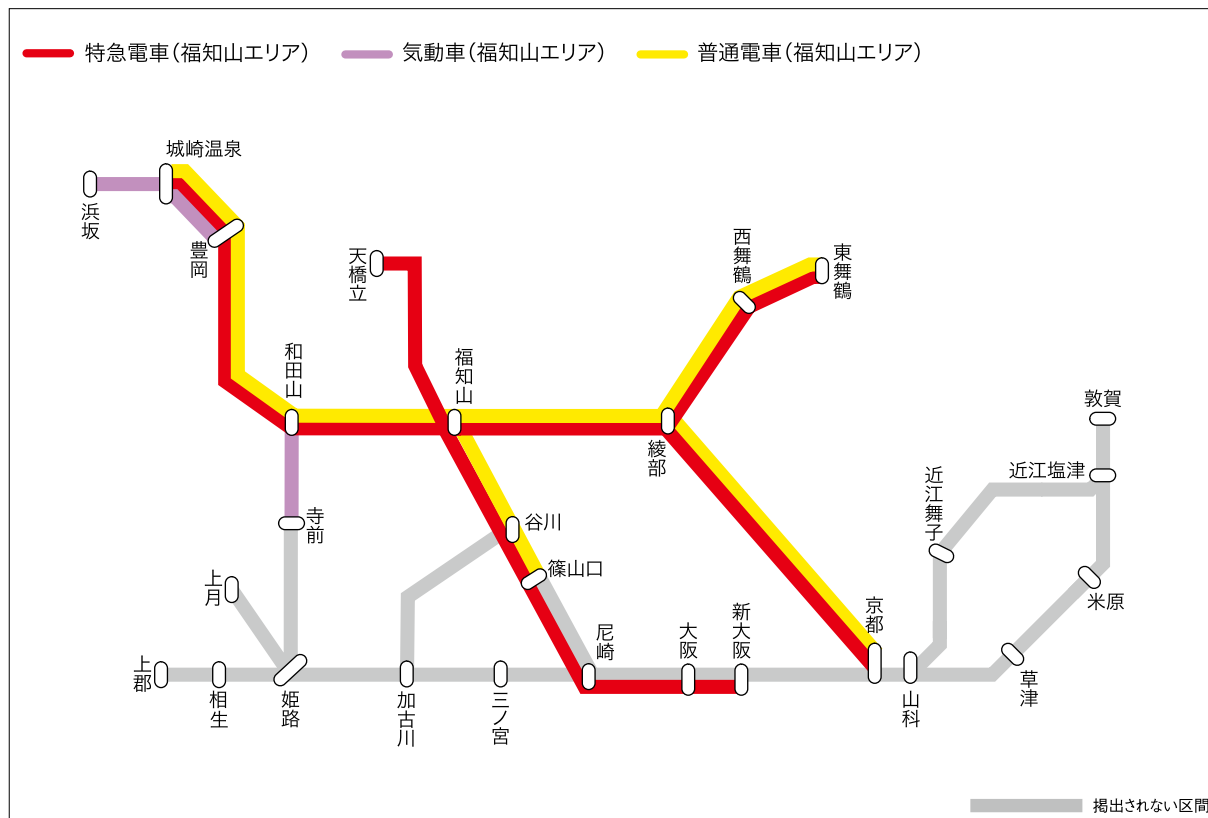 特急電車(福知山エリア)
気動車(福知山エリア)
普通電車(福知山エリア)
城崎温泉
浜坂
豊岡
天橋立
西舞鶴
東舞鶴
和田山
福知山
綾部
敦賀
近江塩津
近江舞子
寺前
谷川
篠山口
上月
米原
京都
新大阪
大阪
尼崎
上郡
相生
姫路
加古川
三ノ宮
山科
草津
掲出されない区間